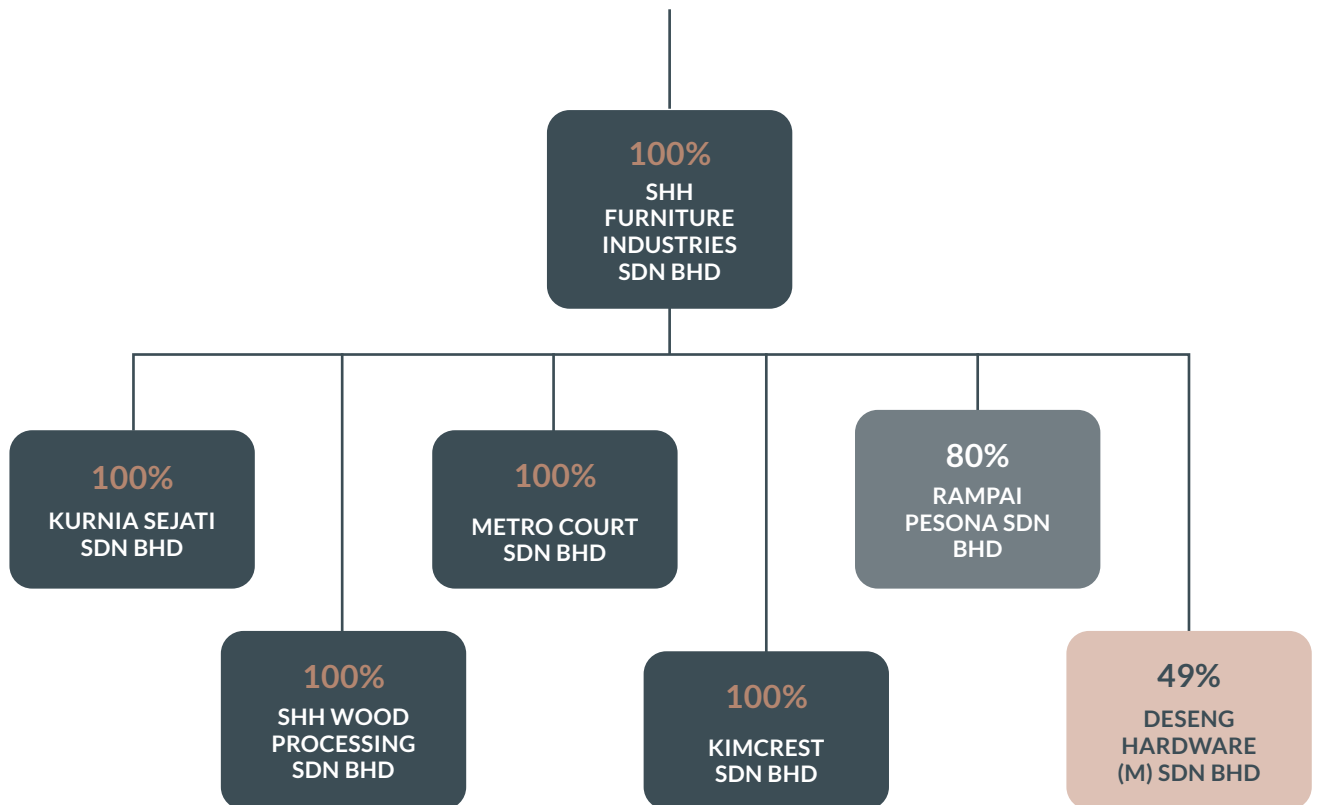 100%
SHH
FURNITURE
INDUSTRIES
SDN BHD
100%
KURNIA SEJATI
SDN BHD
100%
SHH WOOD
PROCESSING
SDN BHD
100%
METRO COURT
SDN BHD
100%
KIMCREST
SDN BHD
80%
RAMPAI
PESONA SDN
BHD
49%
DESENG
HARDWARE
(M) SDN BHD